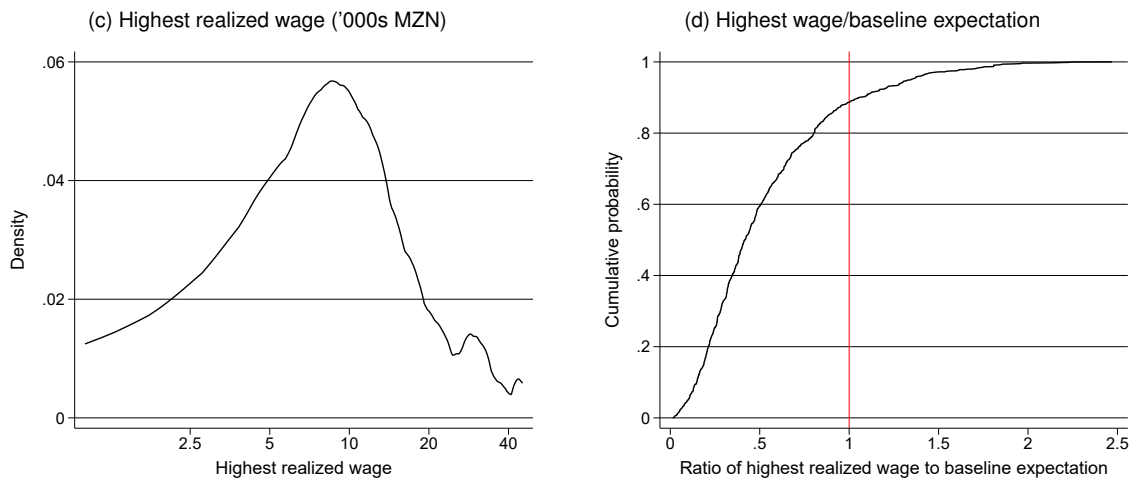 (c) Highest realized wage ('000s MZN)
.06
.04
.02
0
Density
2.5 5 10 20 40
Highest realized wage
(d) Highest wage/baseline expectation
1
.8
.6
.4
.2
0
Cumulative probability
0 .5 1 1.5 2 2.5
Ratio of highest realized wage to baseline expectation